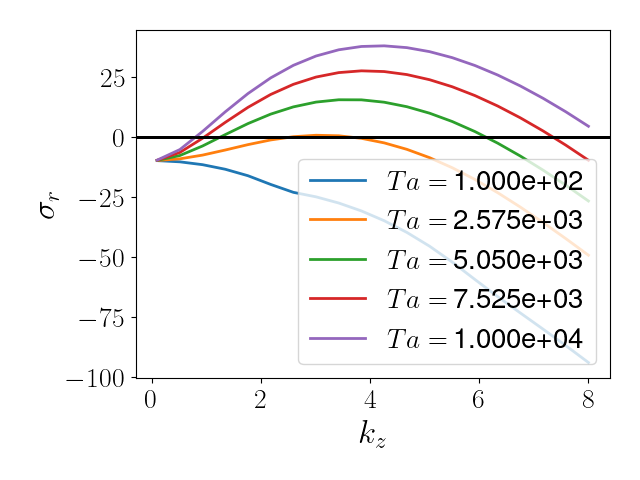 25
0
−25
−50
−75
−100
σr
Ta = 1.000e+02
Ta = 2.575e+03
Ta = 5.050e+03
Ta = 7.525e+03
Ta = 1.000e+04
0 2 4 6 8
kz